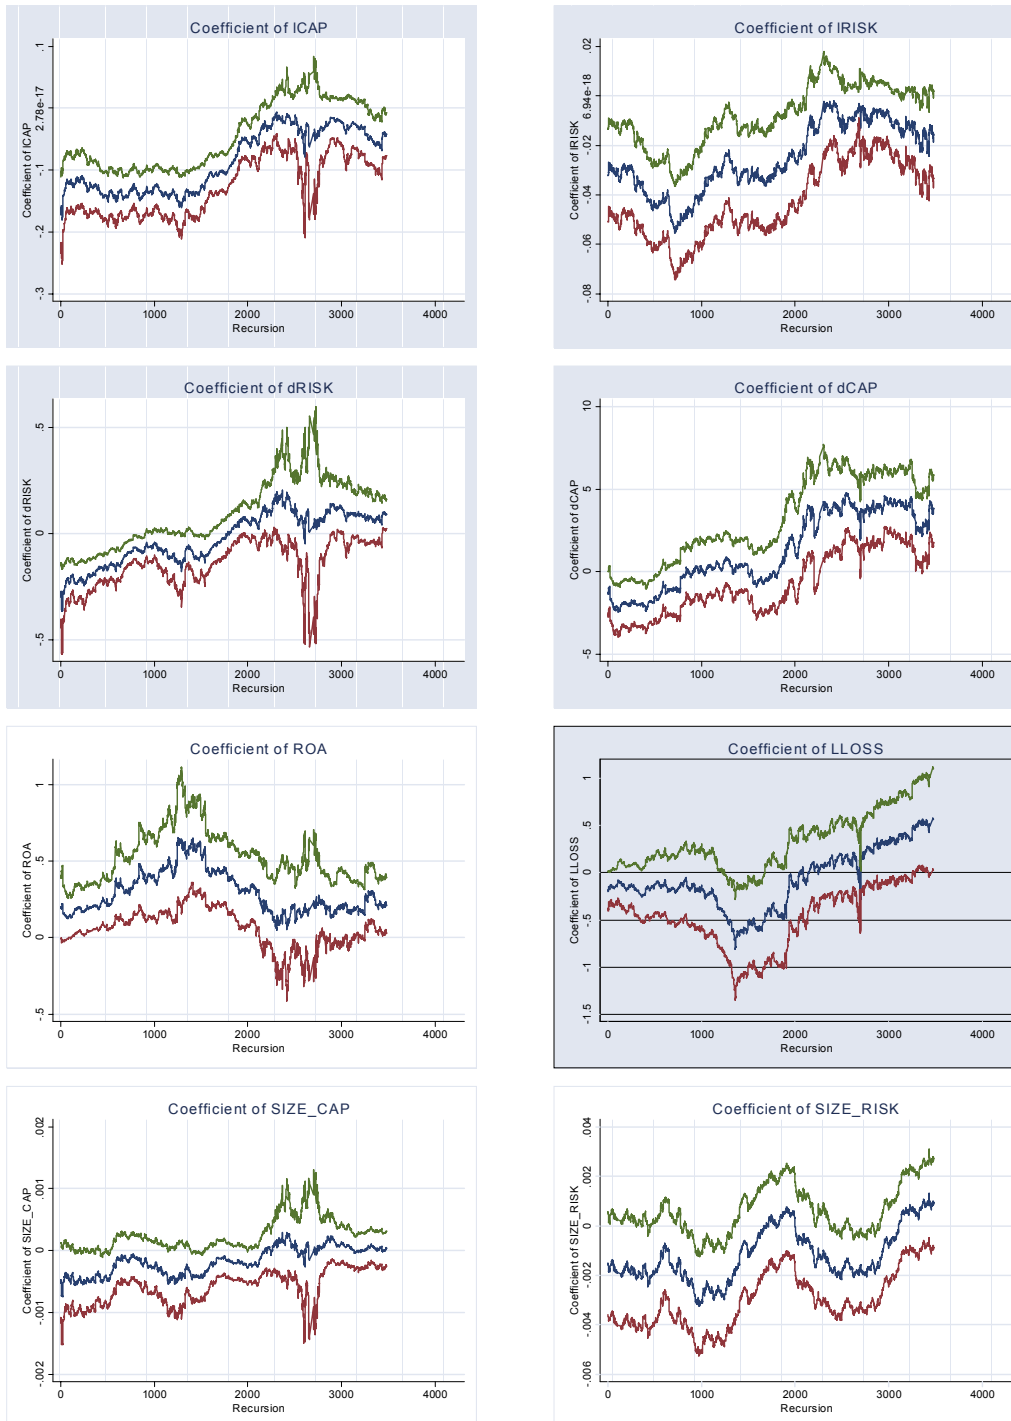 Coefficient of lCAP
Coefficient of lCAP
.1
2.78e-17
-.1
-.2
-.3
0 1000 2000 3000 4000
Recursion
Coefficient of lRISK
Coefficient of lRISK
.02
6.94e-18
-.02
-.04
-.06
-.08
0 1000 2000 3000 4000
Recursion
Coefficient of dRISK
Coefficient of dRISK
.5
0
-.5
0 1000 2000 3000 4000
Recursion
Coefficient of dCAP
Coefficient of dCAP
10
5
0
-5
0 1000 2000 3000 4000
Recursion
Coefficient of ROA
Coefficient of ROA
1
.5
0
-.5
0 1000 2000 3000 4000
Recursion
Coefficient of LLOSS
Coefficient of LLOSS
1
.5
0
-.5
-1
-1.5
0 1000 2000 3000 4000
Recursion
Coefficient of SIZE_CAP
Coefficient of SIZE_CAP
.002
.001
0
-.001
-.002
0 1000 2000 3000 4000
Recursion
Coefficient of SIZE_RISK
Coefficient of SIZE_RISK
.004
.002
0
-.002
-.004
-.006
0 1000 2000 3000 4000
Recursion